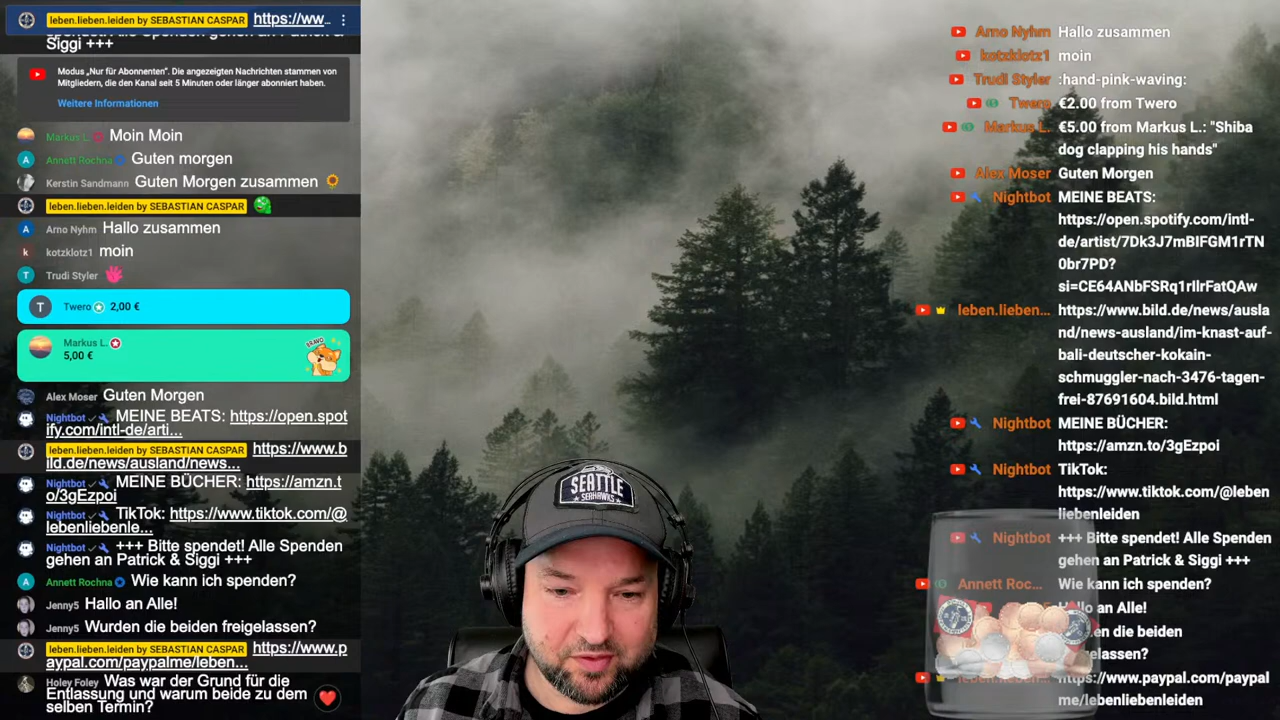 leben.lieben.leiden by SEBASTIAN CASPAR https://ww...
Siggi +++
Modus „Nur für Abonnenten“. Die angezeigten Nachrichten stammen von
Mitgliedern, die den Kanal seit 5 Minuten oder länger abonniert haben.
Weitere Informationen
Markus L. Moin Moin
Annett Rochna Guten morgen
Kerstin Sandmann Guten Morgen zusammen 🌻
leben.lieben.leiden by SEBASTIAN CASPAR
Arno Nyhm Hallo zusammen
kotzklotz1 moin
Trudi Styler
T Twero 2,00 €
Markus L.
5,00 €
BRAVO
Alex Moser Guten Morgen
Nightbot MEINE BEATS: https://open.spot
ify.com/intl-de/arti...
leben.lieben.leiden by SEBASTIAN CASPAR https://www.b
ild.de/news/ausland/news...
Nightbot MEINE BÜCHER: https://amzn.t
o/3gEzpoi
Nightbot TikTok: https://www.tiktok.com/@
lebenliebenle...
Nightbot +++ Bitte spendet! Alle Spenden
gehen an Patrick & Siggi +++
Annett Rochna Wie kann ich spenden?
Jenny5 Hallo an Alle!
Jenny5 Wurden die beiden freigelassen?
leben.lieben.leiden by SEBASTIAN CASPAR https://www.p
aypal.com/paypalme/leben...
Holey Foley Was war der Grund für die
Entlassung und warum beide zu dem
selben Termin?
SEATTLE
SEAHAWKS
Arno Nyhm Hallo zusammen
kotzklotz1 moin
Trudi Styler :hand-pink-waving:
Twero €2.00 from Twero
Markus L. €5.00 from Markus L.: "Shiba
dog clapping his hands"
Alex Moser Guten Morgen
Nightbot MEINE BEATS:
https://open.spotify.com/intl-
de/artist/7Dk3J7mBIFGM1rTN
0br7PD?
si=CE64ANbFSRq1rIlrFatQAw
leben.lieben... https://www.bild.de/news/ausla
nd/news-ausland/im-knast-auf-
bali-deutscher-kokain-
schmuggler-nach-3476-tagen-
frei-87691604.bild.html
Nightbot MEINE BÜCHER:
https://amzn.to/3gEzpoi
Nightbot TikTok:
https://www.tiktok.com/@leben
liebenleiden
Nightbot +++ Bitte spendet! Alle Spenden
gehen an Patrick & Siggi +++
Annett Roc... Wie kann ich spenden?
an Alle!
die beiden
https://www.paypal.com/paypal
me/lebenliebenleiden